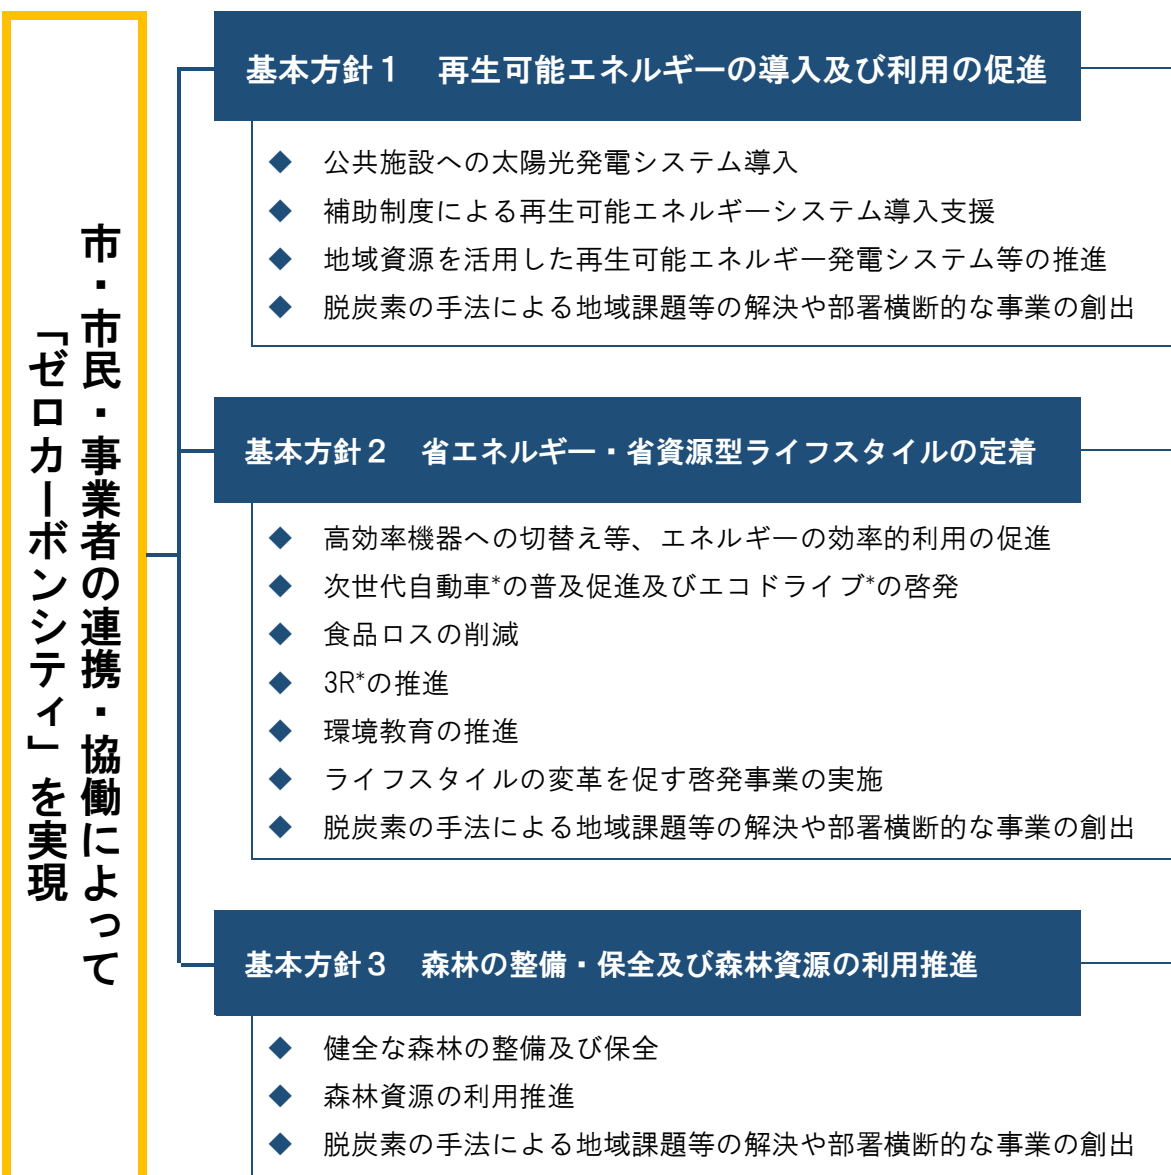 市・市民・事業者の連携・協働によって
「ゼロカーボンシティ」を実現
基本方針１　再生可能エネルギーの導入及び利用の促進
◆　公共施設への太陽光発電システム導入
◆　補助制度による再生可能エネルギーシステム導入支援
◆　地域資源を活用した再生可能エネルギー発電システム等の推進
◆　脱炭素の手法による地域課題等の解決や部署横断的な事業の創出
基本方針２　省エネルギー・省資源型ライフスタイルの定着
◆　高効率機器への切替え等、エネルギーの効率的利用の促進
◆　次世代自動車*の普及促進及びエコドライブ*の啓発
◆　食品ロスの削減
◆　3R*の推進
◆　環境教育の推進
◆　ライフスタイルの変革を促す啓発事業の実施
◆　脱炭素の手法による地域課題等の解決や部署横断的な事業の創出
基本方針３　森林の整備・保全及び森林資源の利用推進
◆　健全な森林の整備及び保全
◆　森林資源の利用推進
◆　脱炭素の手法による地域課題等の解決や部署横断的な事業の創出